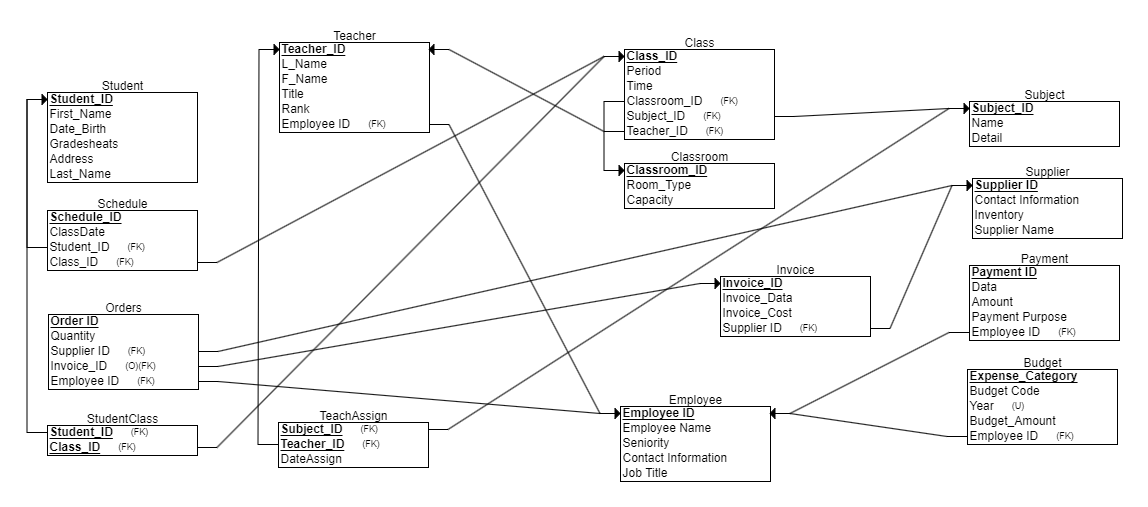 Teacher
Teacher_ID
L_Name
F_Name
Title
Rank
Employee ID (FK)
Class
Class_ID
Period
Time
Classroom_ID (FK)
Subject_ID (FK)
Teacher_ID (FK)
Student
Student_ID
First_Name
Date_Birth
Gradesheats
Address
Last_Name
Subject
Subject_ID
Name
Detail
Classroom
Classroom_ID
Room_Type
Capacity
Supplier
Supplier ID
Contact Information
Inventory
Supplier Name
Schedule
Schedule_ID
ClassDate
Student_ID (FK)
Class_ID (FK)
Payment
Payment ID
Data
Amount
Payment Purpose
Employee ID (FK)
Invoice
Invoice_ID
Invoice_Data
Invoice_Cost
Supplier ID (FK)
Orders
Order ID
Quantity
Supplier ID (FK)
Invoice_ID (O)(FK)
Employee ID (FK)
Budget
Expense_Category
Budget Code
Year (U)
Budget_Amount
Employee ID (FK)
StudentClass
Student_ID (FK)
Class_ID (FK)
TeachAssign
Subject_ID (FK)
Teacher_ID (FK)
DateAssign
Employee
Employee ID
Employee Name
Seniority
Contact Information
Job Title